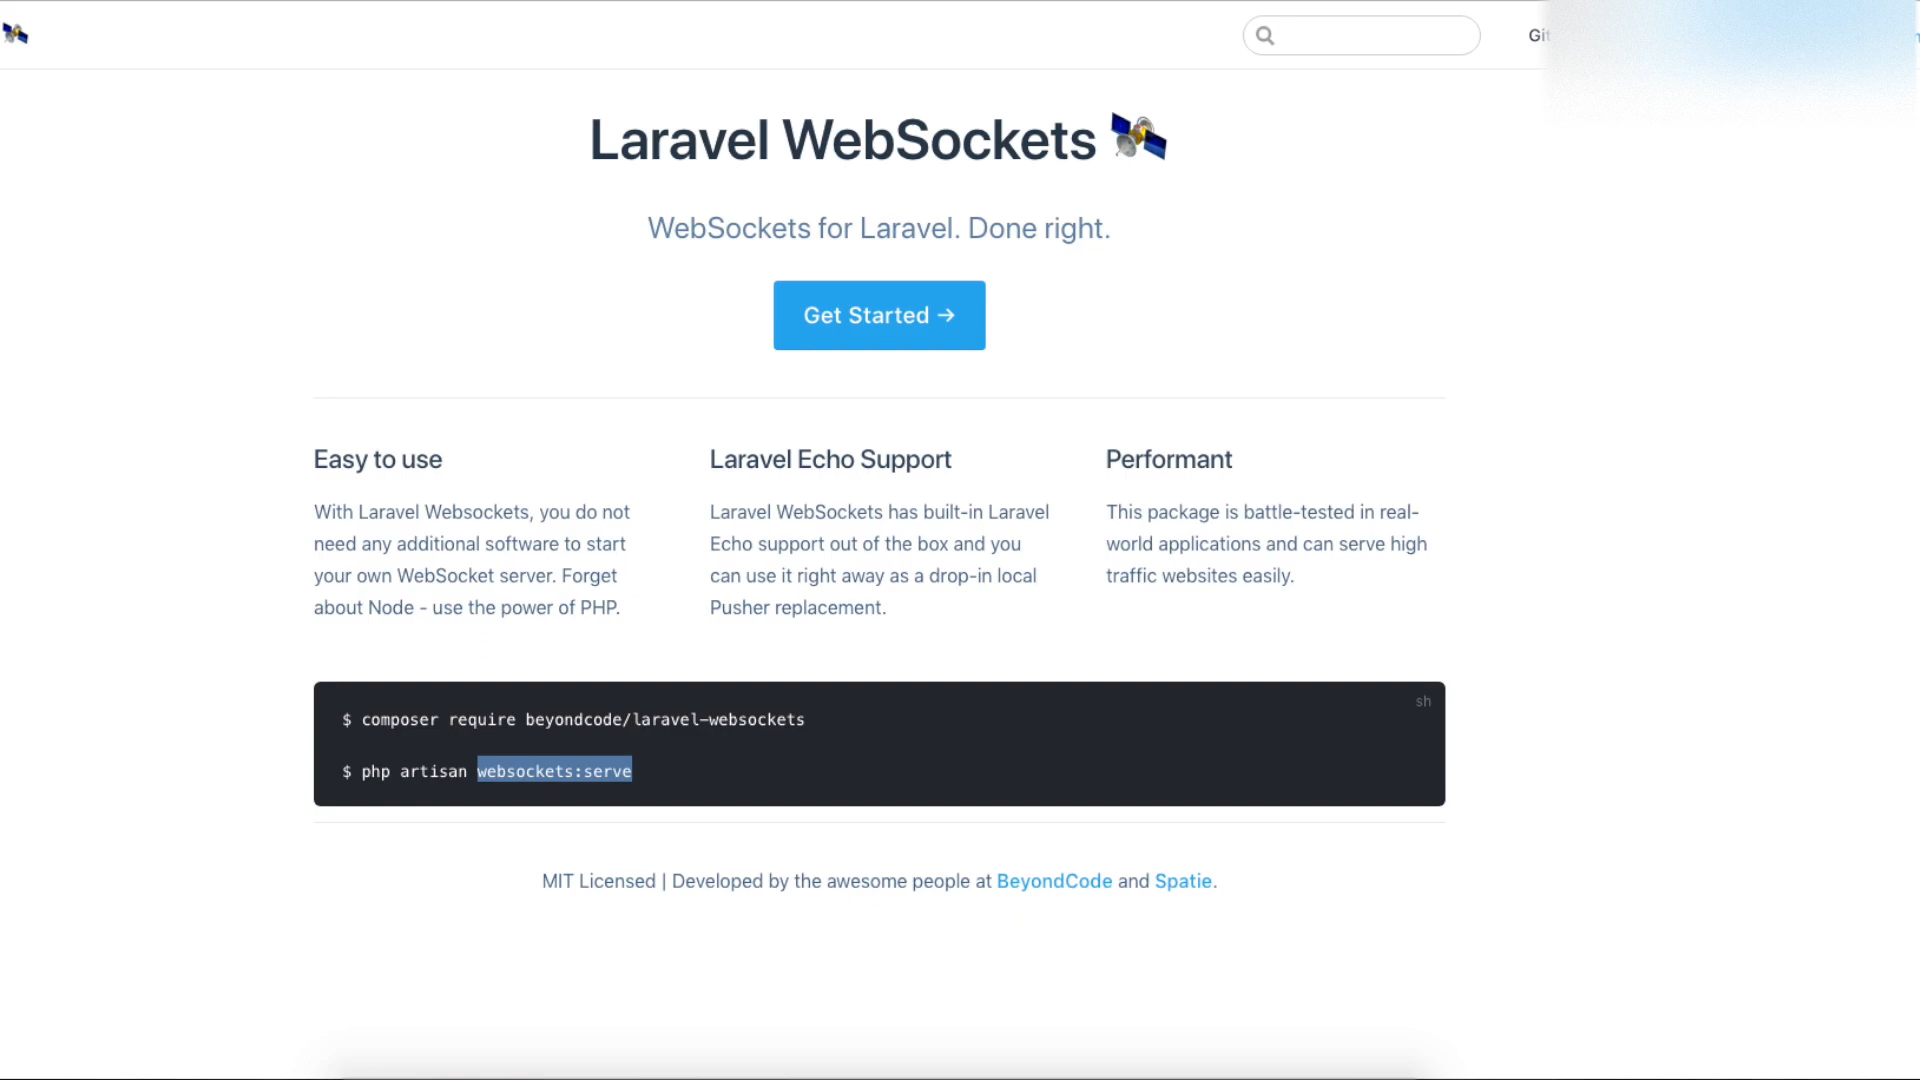 Laravel WebSockets
WebSockets for Laravel. Done right.
Get Started →
Easy to use
With Laravel Websockets, you do not
need any additional software to start
your own WebSocket server. Forget
about Node - use the power of PHP.
Laravel Echo Support
Laravel WebSockets has built-in Laravel
Echo support out of the box and you
can use it right away as a drop-in local
Pusher replacement.
Performant
This package is battle-tested in real-
world applications and can serve high
traffic websites easily.
sh
$ composer require beyondcode/laravel-websockets
$ php artisan websockets:serve
MIT Licensed | Developed by the awesome people at BeyondCode and Spatie.